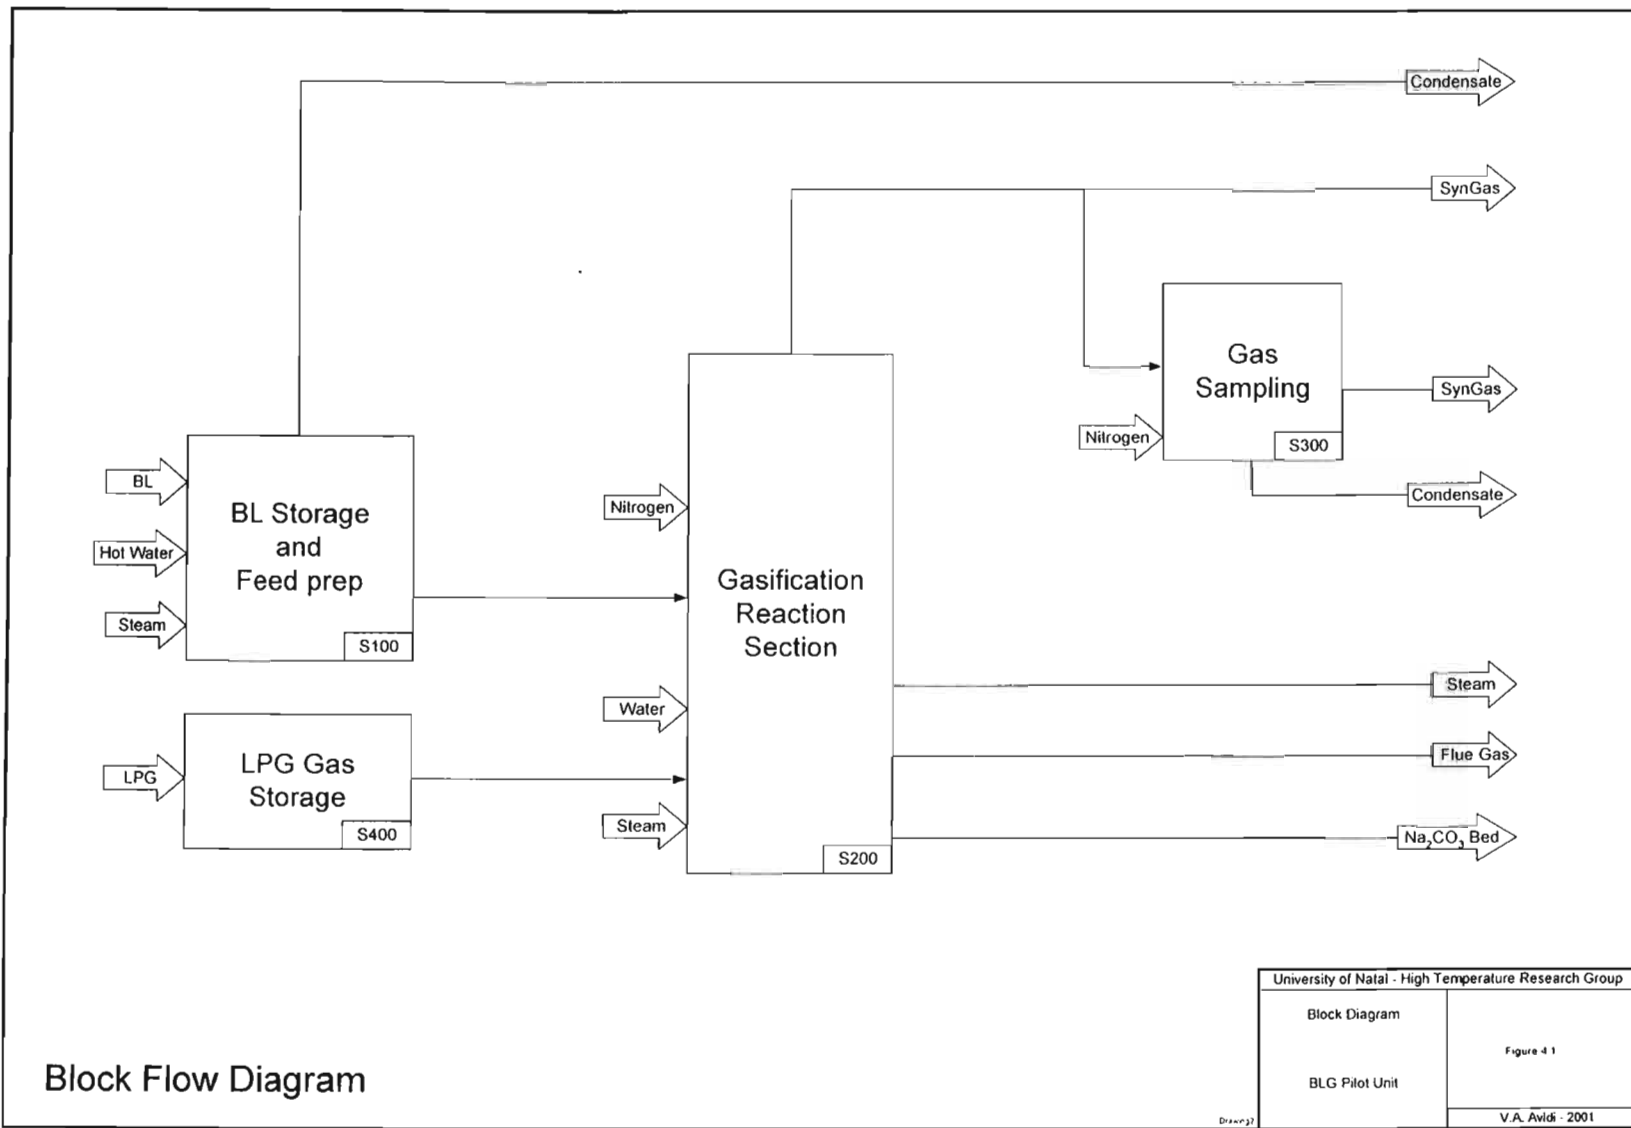 Condensate
SynGas
Gas
Sampling
S300
Nitrogen
SynGas
Condensate
BL
Hot Water
Steam
BL Storage
and
Feed prep
S100
Nitrogen
Gasification
Reaction
Section
S200
Water
Steam
LPG
LPG Gas
Storage
S400
Steam
Flue Gas
Na₂CO₃ Bed
University of Natal - High Temperature Research Group
Block Diagram
BLG Pilot Unit
Figure 4.1
V.A. Avidi - 2001
Block Flow Diagram